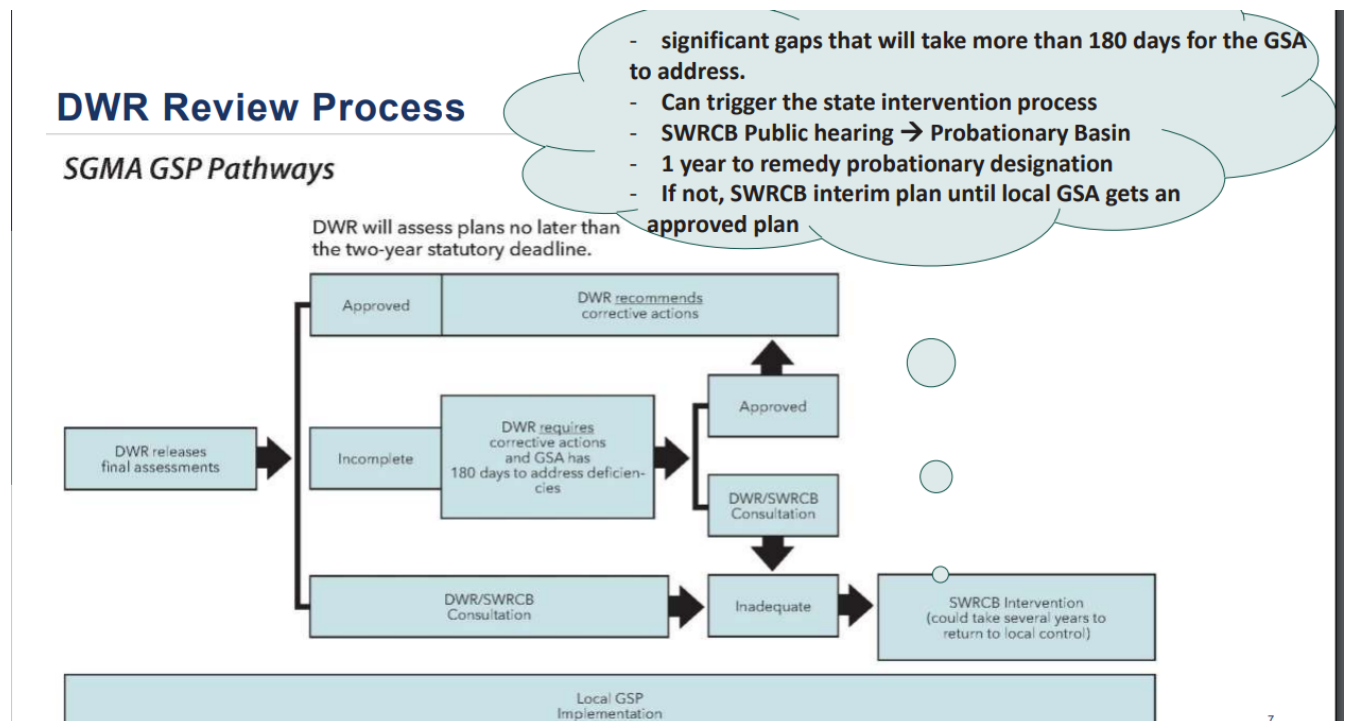 - significant gaps that will take more than 180 days for the GSA
to address.
- Can trigger the state intervention process
- SWRCB Public hearing → Probationary Basin
- 1 year to remedy probationary designation
- If not, SWRCB interim plan until local GSA gets an
approved plan
DWR Review Process
SGMA GSP Pathways
DWR will assess plans no later than
the two-year statutory deadline.
Approved
DWR recommends
corrective actions
Approved
DWR releases
final assessments
Incomplete
DWR requires
corrective actions
and GSA has
180 days to address deficien-
cies
DWR/SWRCB
Consultation
DWR/SWRCB
Consultation
Inadequate
SWRCB Intervention
(could take several years to
return to local control)
Local GSP
Implementation
7